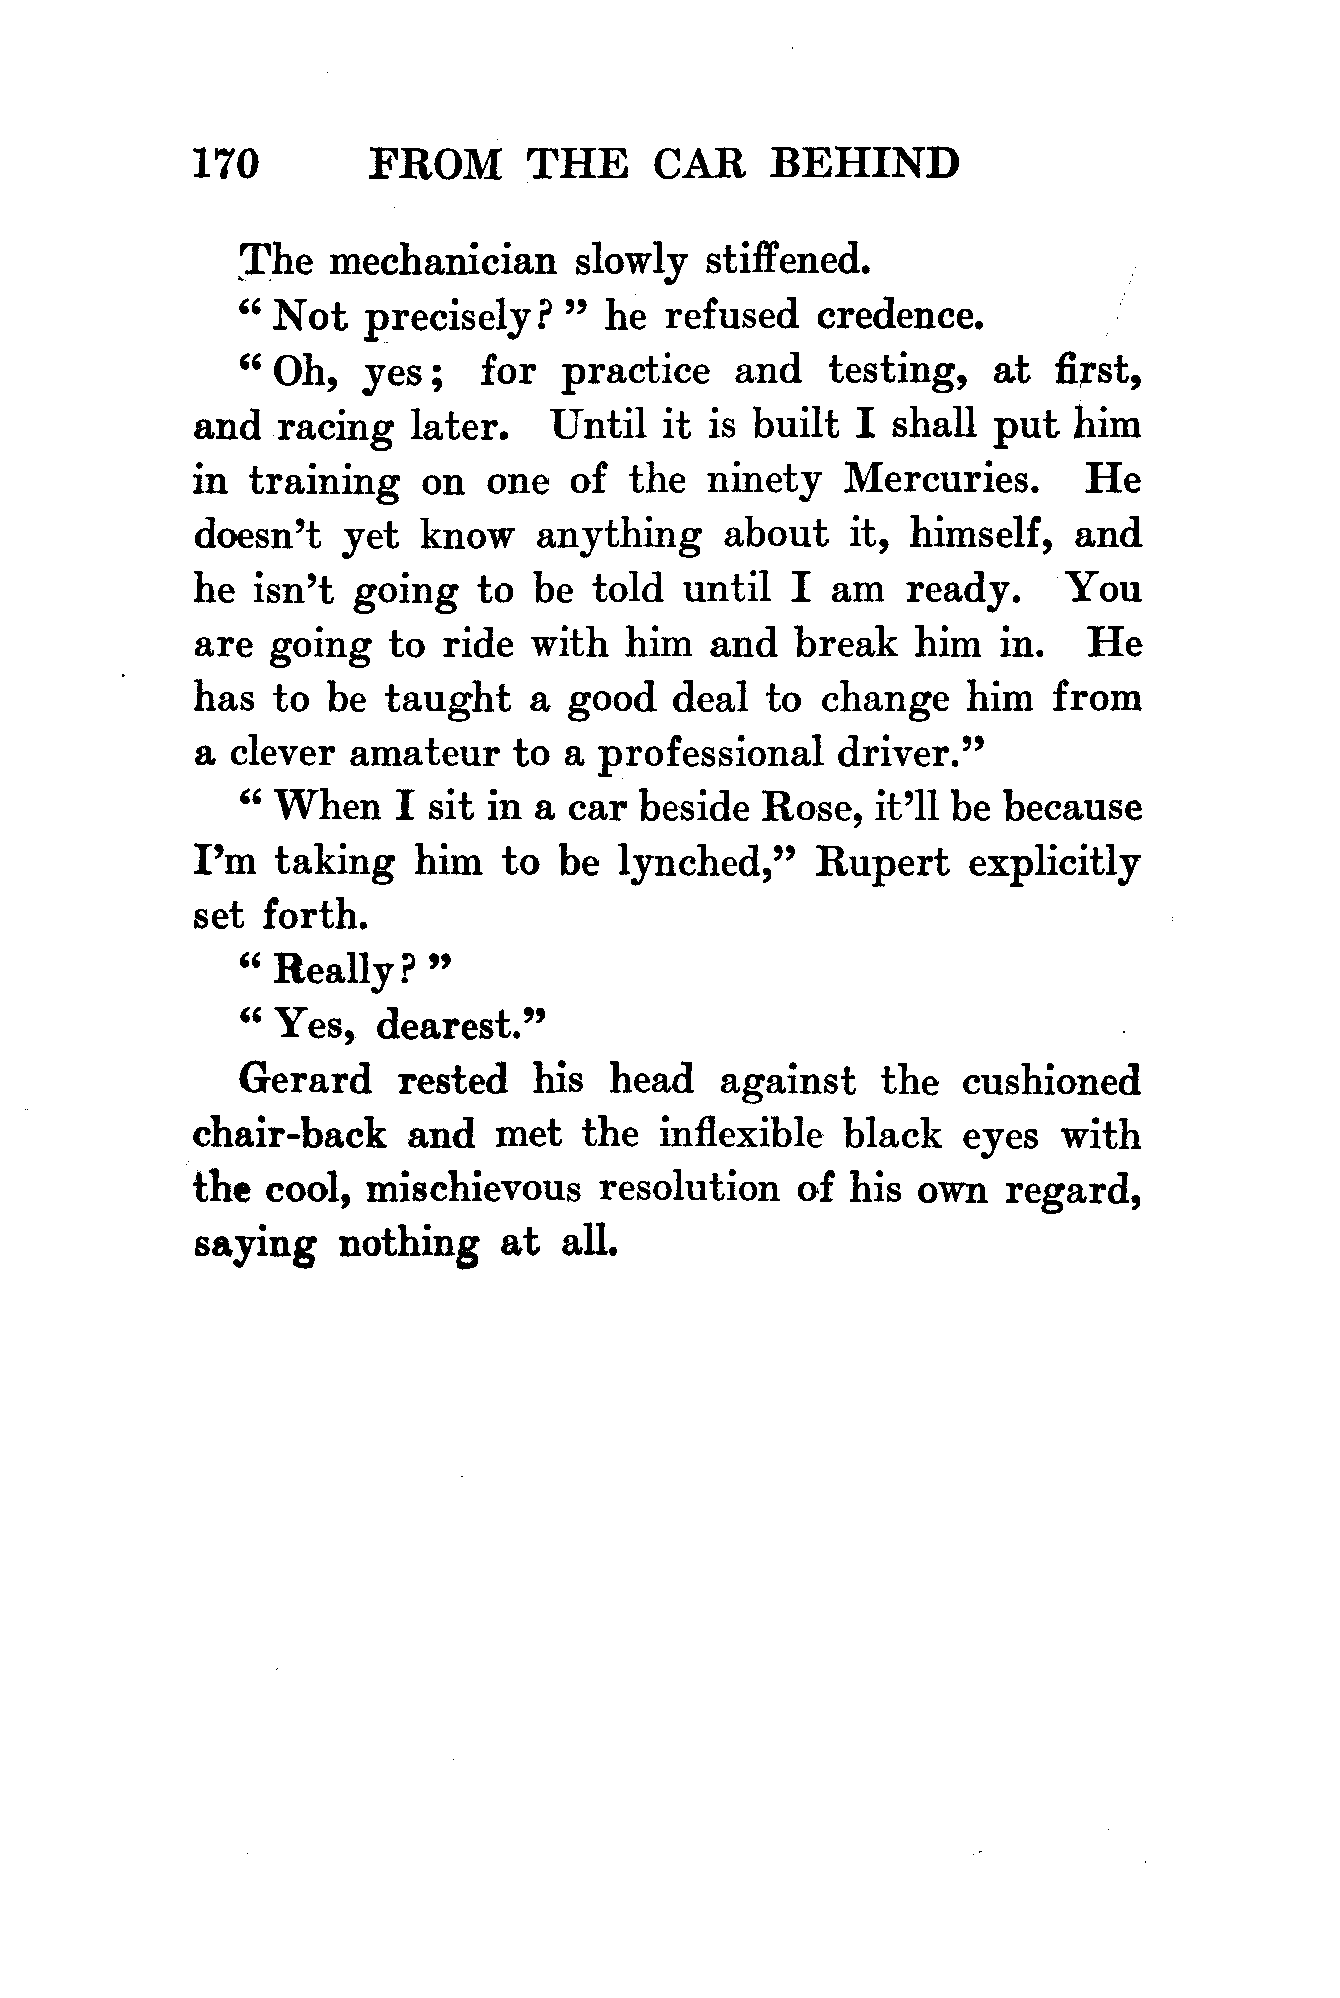 170 FROM THE CAR BEHIND
The mechanician slowly stiffened.
“ Not precisely? ” he refused credence.
“ Oh, yes; for practice and testing, at first,
and racing later. Until it is built I shall put him
in training on one of the ninety Mercuries. He
doesn’t yet know anything about it, himself, and
he isn’t going to be told until I am ready. You
are going to ride with him and break him in. He
has to be taught a good deal to change him from
a clever amateur to a professional driver.”
“ When I sit in a car beside Rose, it’ll be because
I’m taking him to be lynched,” Rupert explicitly
set forth.
“ Really? ”
“ Yes, dearest.”
Gerard rested his head against the cushioned
chair-back and met the inflexible black eyes with
the cool, mischievous resolution of his own regard,
saying nothing at all.